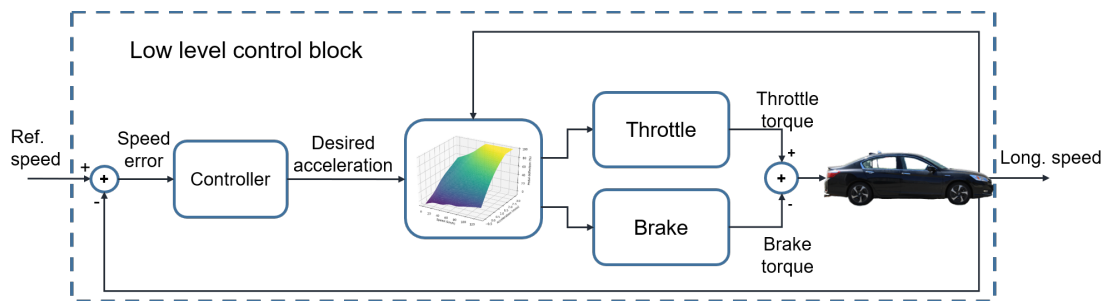 Low level control block
Ref.
speed
+
-
+
Speed
error
Controller
Desired
acceleration
Throttle
Brake
Throttle
torque
+
+
-
Brake
torque
Long. speed